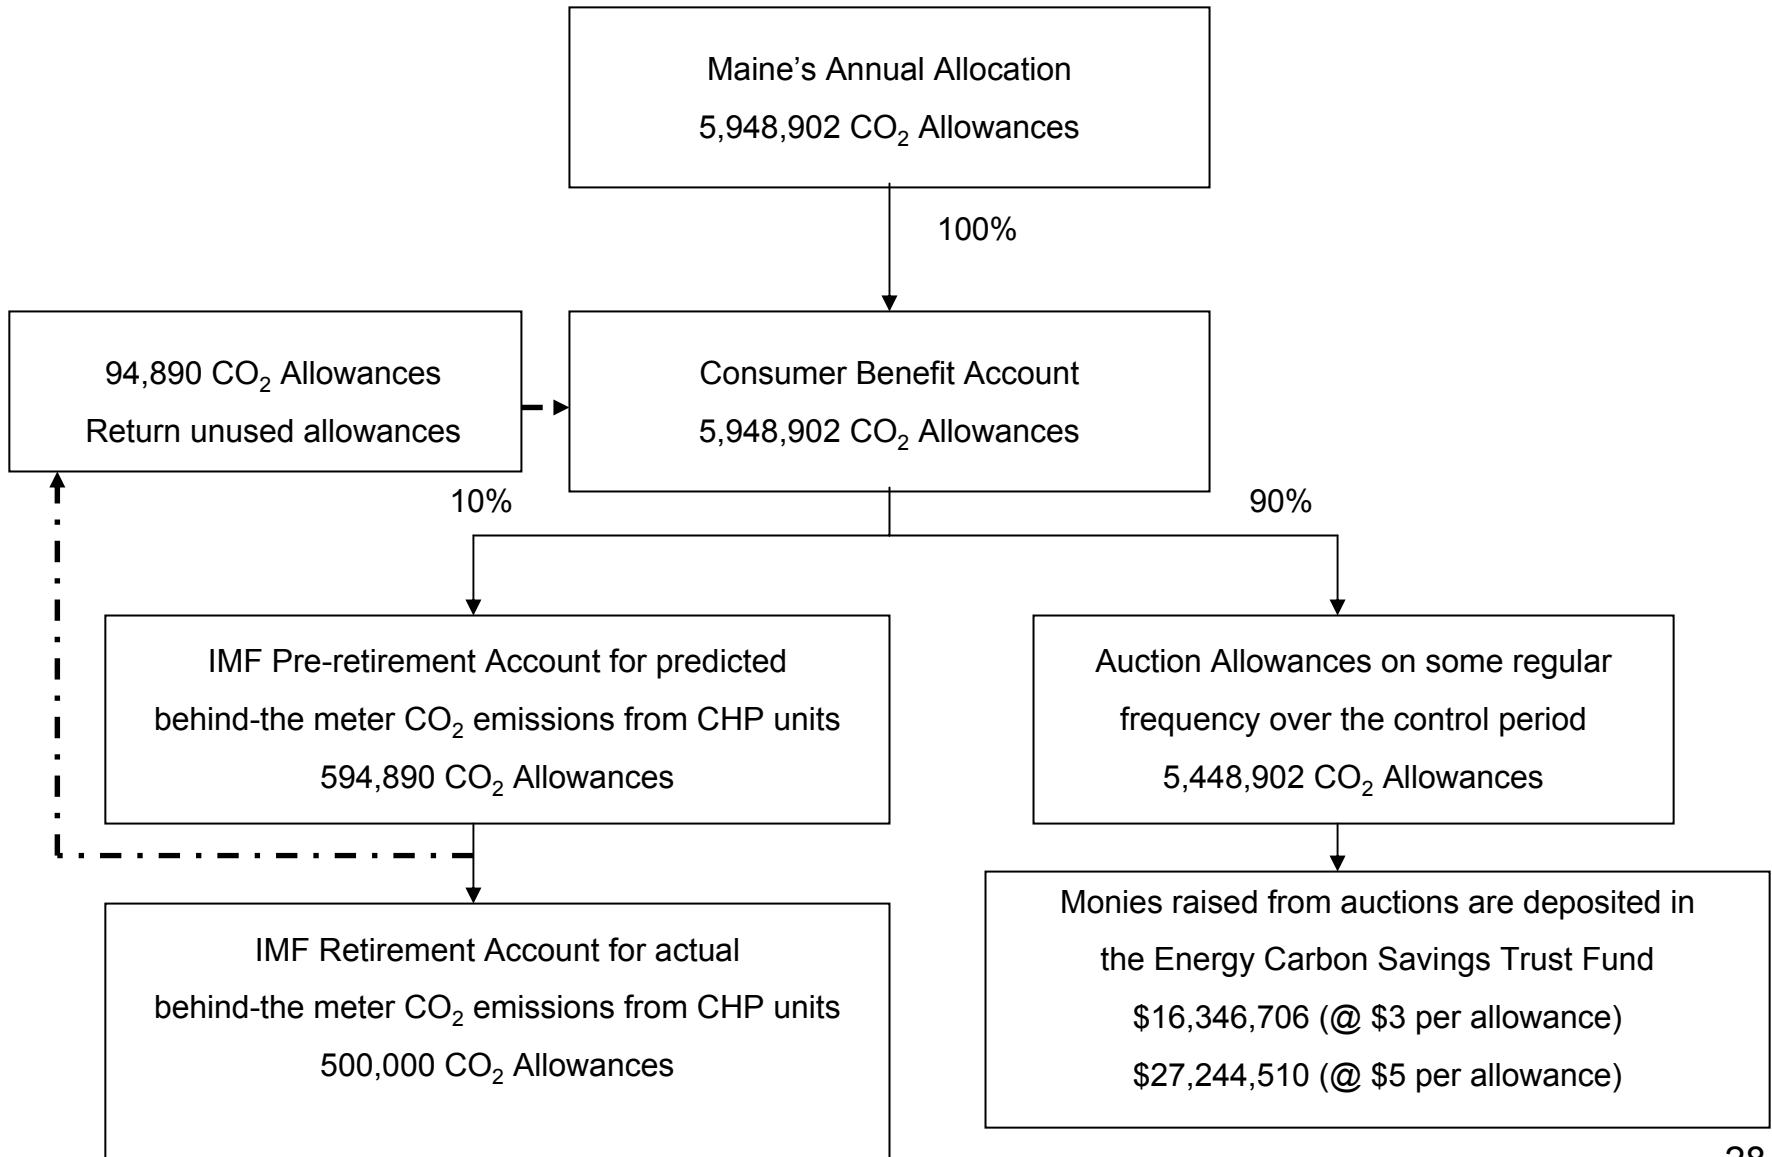 Maine's Annual Allocation
5,948,902 CO₂ Allowances
100%
94,890 CO₂ Allowances
Return unused allowances
Consumer Benefit Account
5,948,902 CO₂ Allowances
10%
90%
IMF Pre-retirement Account for predicted
behind-the meter CO₂ emissions from CHP units
594,890 CO₂ Allowances
Auction Allowances on some regular
frequency over the control period
5,448,902 CO₂ Allowances
IMF Retirement Account for actual
behind-the meter CO₂ emissions from CHP units
500,000 CO₂ Allowances
Monies raised from auctions are deposited in
the Energy Carbon Savings Trust Fund
$16,346,706 (@ $3 per allowance)
$27,244,510 (@ $5 per allowance)